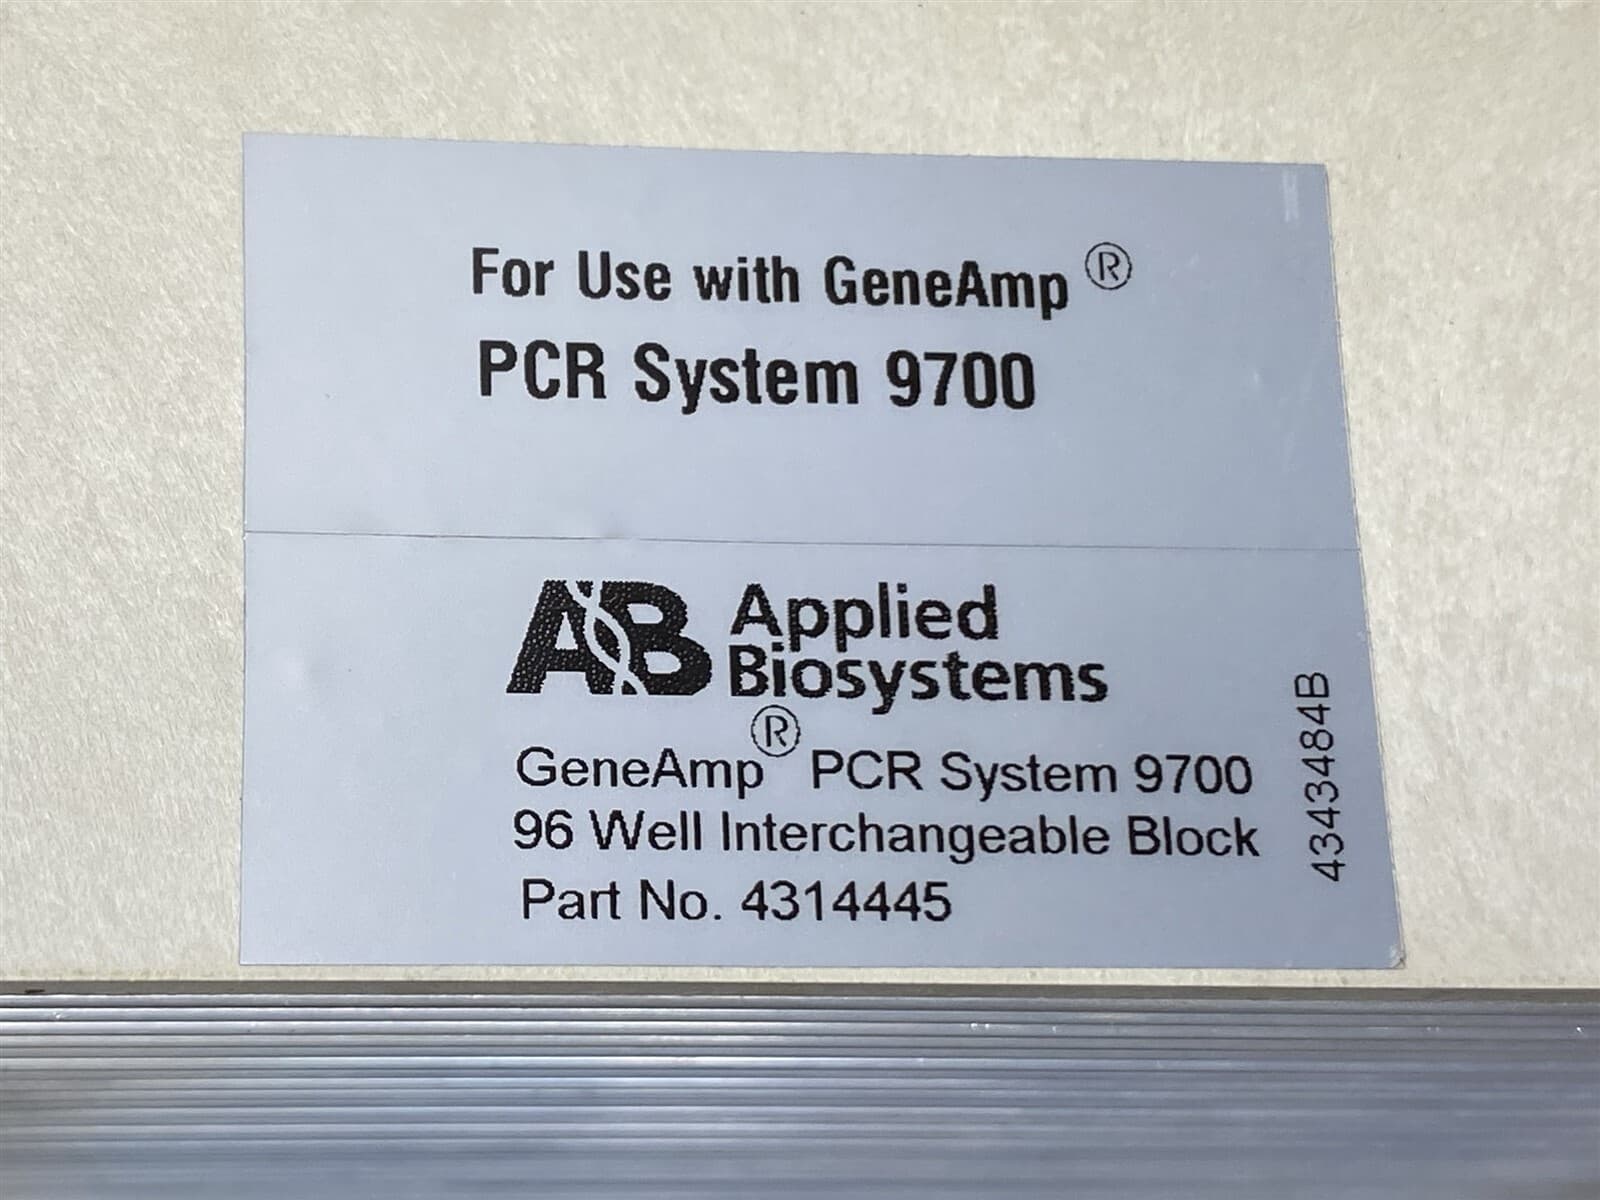 For Use with GeneAmp ®
PCR System 9700
AB Applied
Biosystems
GeneAmp® PCR System 9700
96 Well Interchangeable Block
Part No. 4314445
4343484B